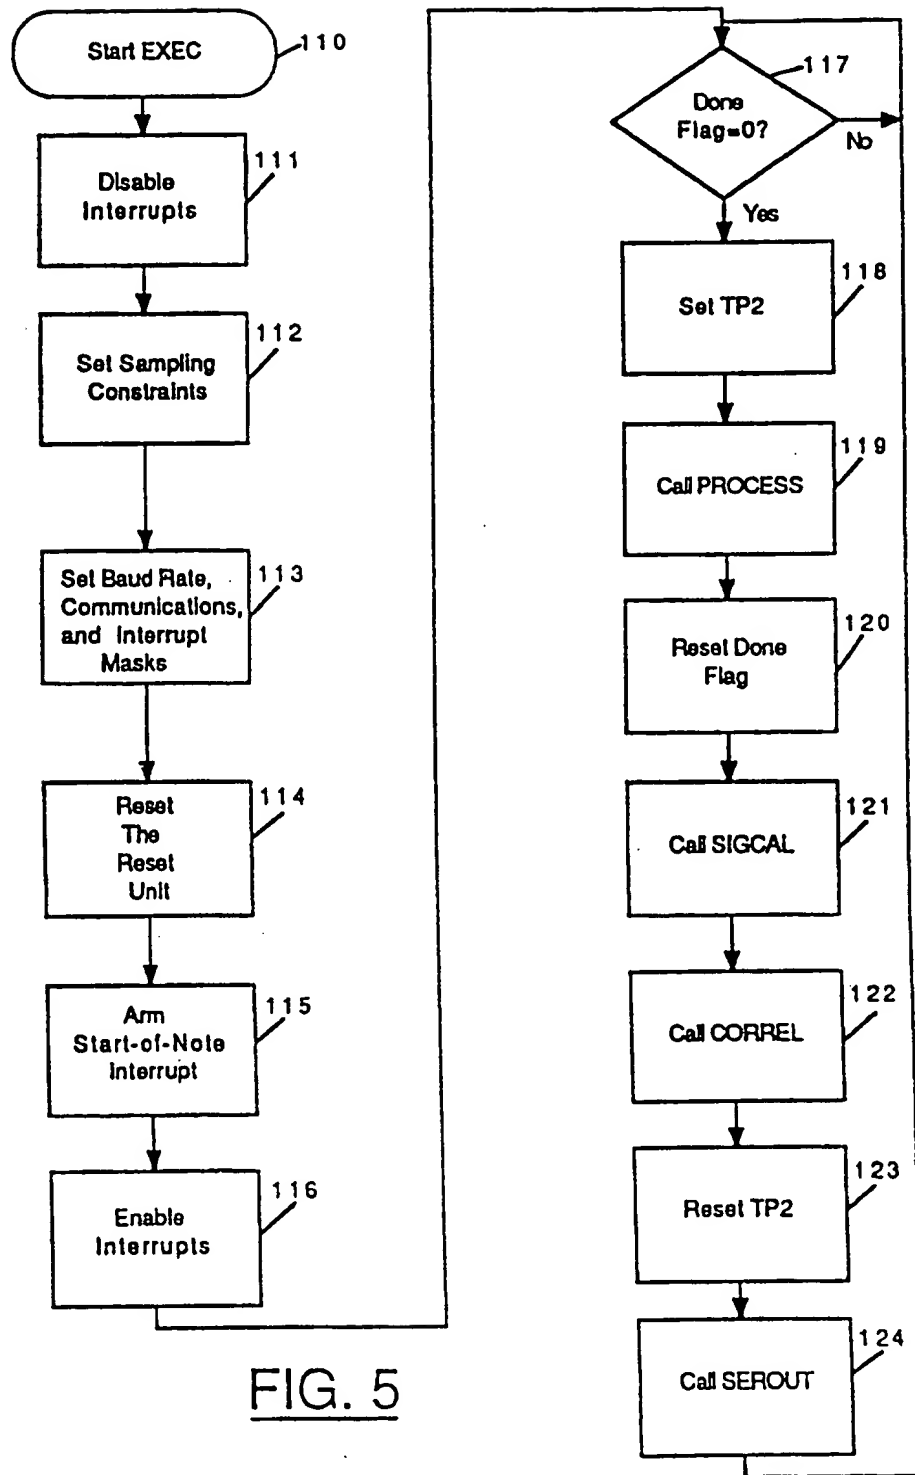 Start EXEC
110
Disable
Interrupts
111
Set Sampling
Constraints
112
Set Baud Rate,
Communications,
and Interrupt
Masks
113
Reset
The
Reset
Unit
114
Arm
Start-of-Note
Interrupt
115
Enable
Interrupts
116
Done
Flag=0?
117
No
Yes
Set TP2
118
Call PROCESS
119
Reset Done
Flag
120
Call SIGCAL
121
Call CORREL
122
Reset TP2
123
Call SEROUT
124
FIG. 5